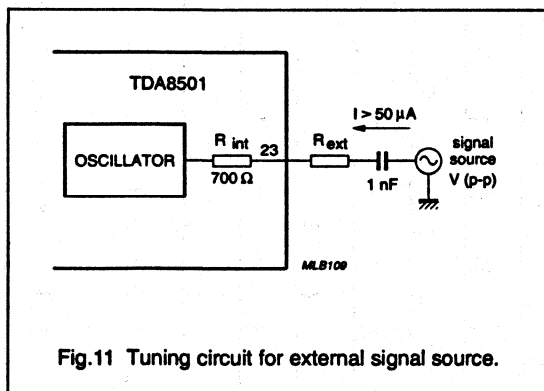 TDA8501
OSCILLATOR
R int
700 Ω
23
R ext
I > 50 μA
1 nF
signal
source
V (p-p)
MLB109
Fig.11 Tuning circuit for external signal source.